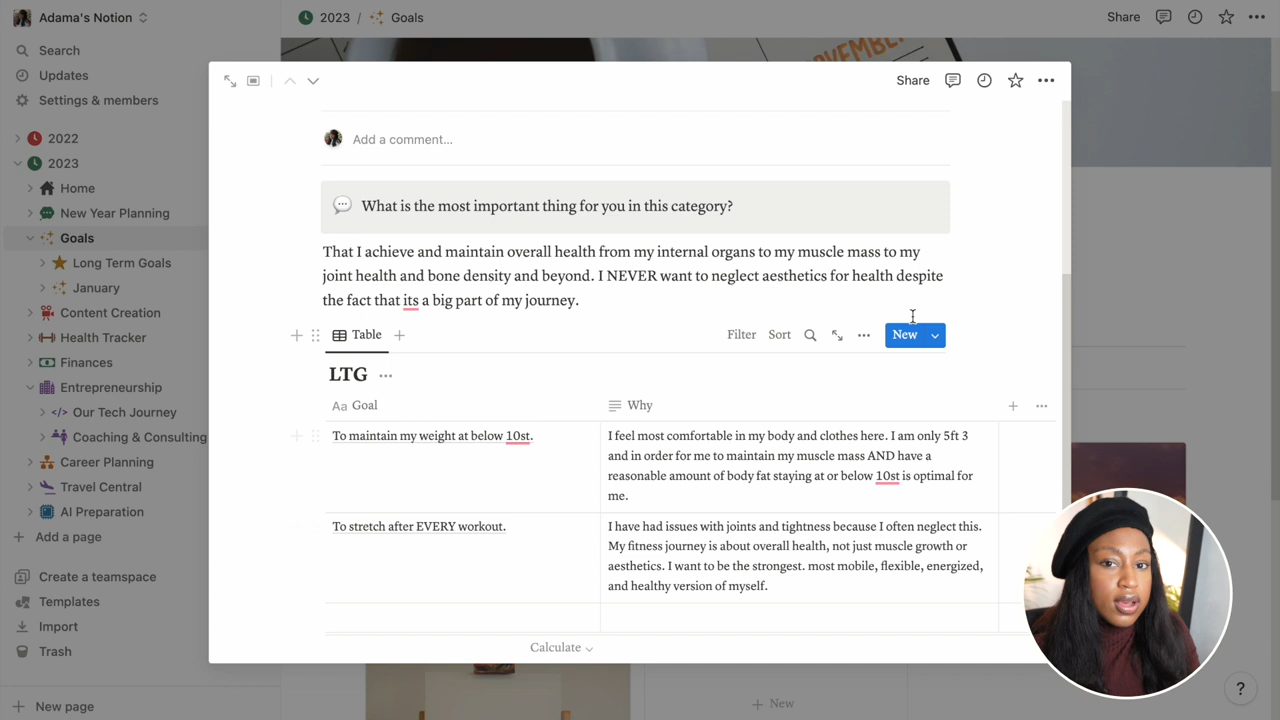 Adama's Notion
Search
Updates
Settings & members
2022
2023
Home
New Year Planning
Goals
Long Term Goals
January
Content Creation
Health Tracker
Finances
Entrepreneurship
</> Our Tech Journey
Coaching & Consulting
Career Planning
Travel Central
AI Preparation
Add a page
Create a teamspace
Templates
Import
Trash
New page
2023 / Goals
Share
NOVEMBER
Share
Add a comment...
What is the most important thing for you in this category?
That I achieve and maintain overall health from my internal organs to my muscle mass to my
joint health and bone density and beyond. I NEVER want to neglect aesthetics for health despite
the fact that its a big part of my journey.
Table
Filter Sort
New
LTG
Aa Goal
Why
To maintain my weight at below 10st.
I feel most comfortable in my body and clothes here. I am only 5ft 3
and in order for me to maintain my muscle mass AND have a
reasonable amount of body fat staying at or below 10st is optimal for
me.
To stretch after EVERY workout.
I have had issues with joints and tightness because I often neglect this.
My fitness journey is about overall health, not just muscle growth or
aesthetics. I want to be the strongest. most mobile, flexible, energized,
and healthy version of myself.
Calculate
New
?